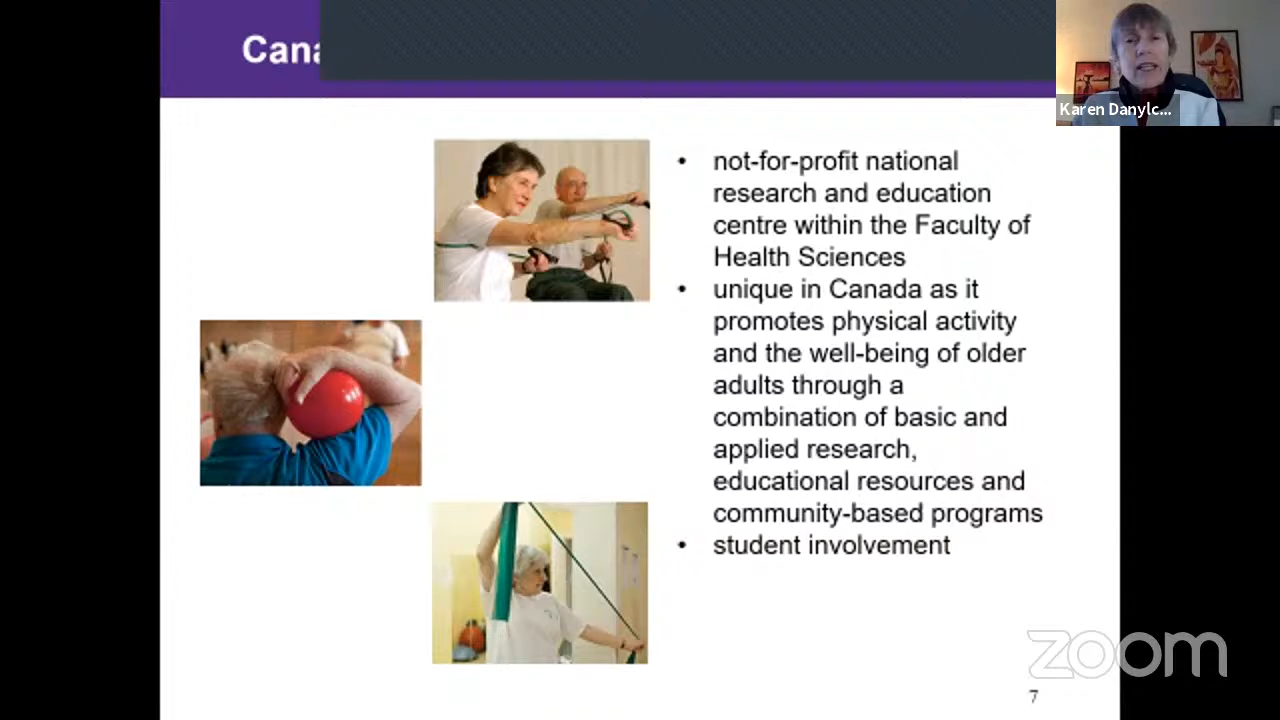 Cana
Karen Danylc...
• not-for-profit national
research and education
centre within the Faculty of
Health Sciences
• unique in Canada as it
promotes physical activity
and the well-being of older
adults through a
combination of basic and
applied research,
educational resources and
community-based programs
• student involvement
zoom
7